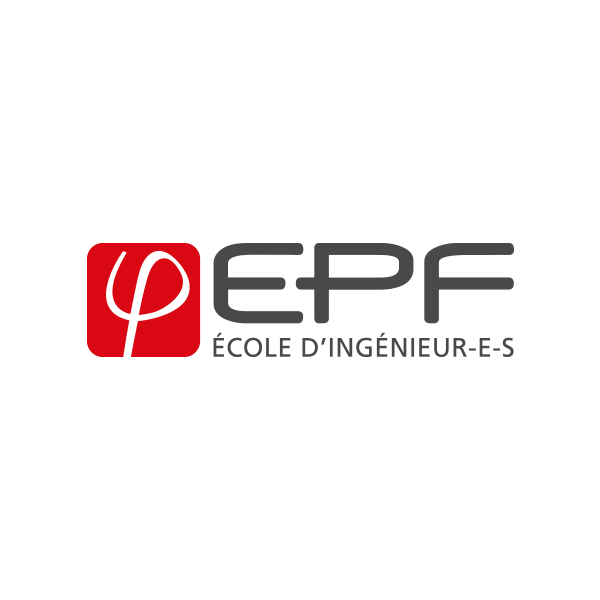 φ EPF
ÉCOLE D’INGÉNIEUR-E-S